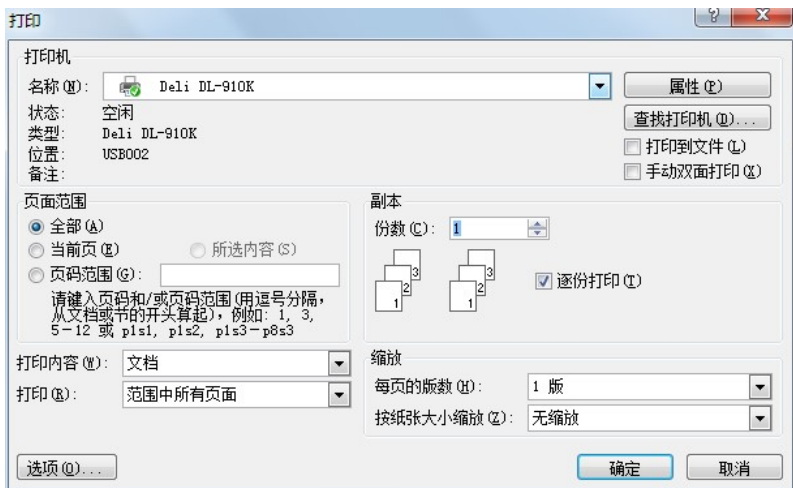 打印
打印机
名称(N): Deli DL-910K 属性(P)
状态: 空闲 查找打印机(D)...
类型: Deli DL-910K
位置: USB002 打印到文件(L)
备注: 手动双面打印(X)
页面范围 副本
全部(A) 份数(C): 1
当前页(E) 所选内容(S)
页码范围(G): 逐份打印(T)
请键入页码和/或页码范围(用逗号分隔,
从文档或节的开头算起),例如: 1, 3,
5-12 或 p1s1, p1s2, p1s3-p8s3
1 2 3 1 2 3
打印内容(W): 文档 缩放
打印(R): 范围中所有页面 每页的版数(H): 1 版
按纸张大小缩放(Z): 无缩放
选项(O)... 确定 取消